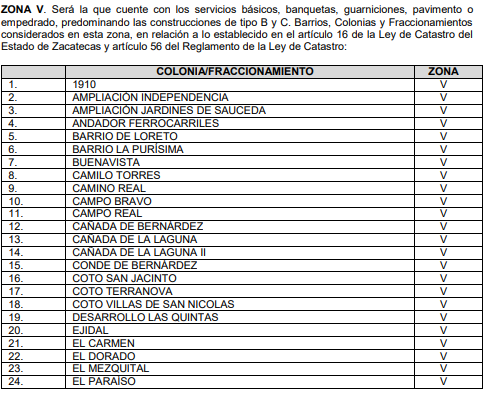 ZONA V. Será la que cuente con los servicios básicos, banquetas, guarniciones, pavimento o
empedrado, predominando las construcciones de tipo B y C. Barrios, Colonias y Fraccionamientos
considerados en esta zona, en relación a lo establecido en el artículo 16 de la Ley de Catastro del
Estado de Zacatecas y artículo 56 del Reglamento de la Ley de Catastro:
COLONIA/FRACCIONAMIENTO ZONA
1. 1910 V
2. AMPLIACIÓN INDEPENDENCIA V
3. AMPLIACIÓN JARDINES DE SAUCEDA V
4. ANDADOR FERROCARRILES V
5. BARRIO DE LORETO V
6. BARRIO LA PURÍSIMA V
7. BUENAVISTA V
8. CAMILO TORRES V
9. CAMINO REAL V
10. CAMPO BRAVO V
11. CAMPO REAL V
12. CAÑADA DE BERNÁRDEZ V
13. CAÑADA DE LA LAGUNA V
14. CAÑADA DE LA LAGUNA II V
15. CONDE DE BERNÁRDEZ V
16. COTO SAN JACINTO V
17. COTO TERRANOVA V
18. COTO VILLAS DE SAN NICOLAS V
19. DESARROLLO LAS QUINTAS V
20. EJIDAL V
21. EL CARMEN V
22. EL DORADO V
23. EL MEZQUITAL V
24. EL PARAÍSO V